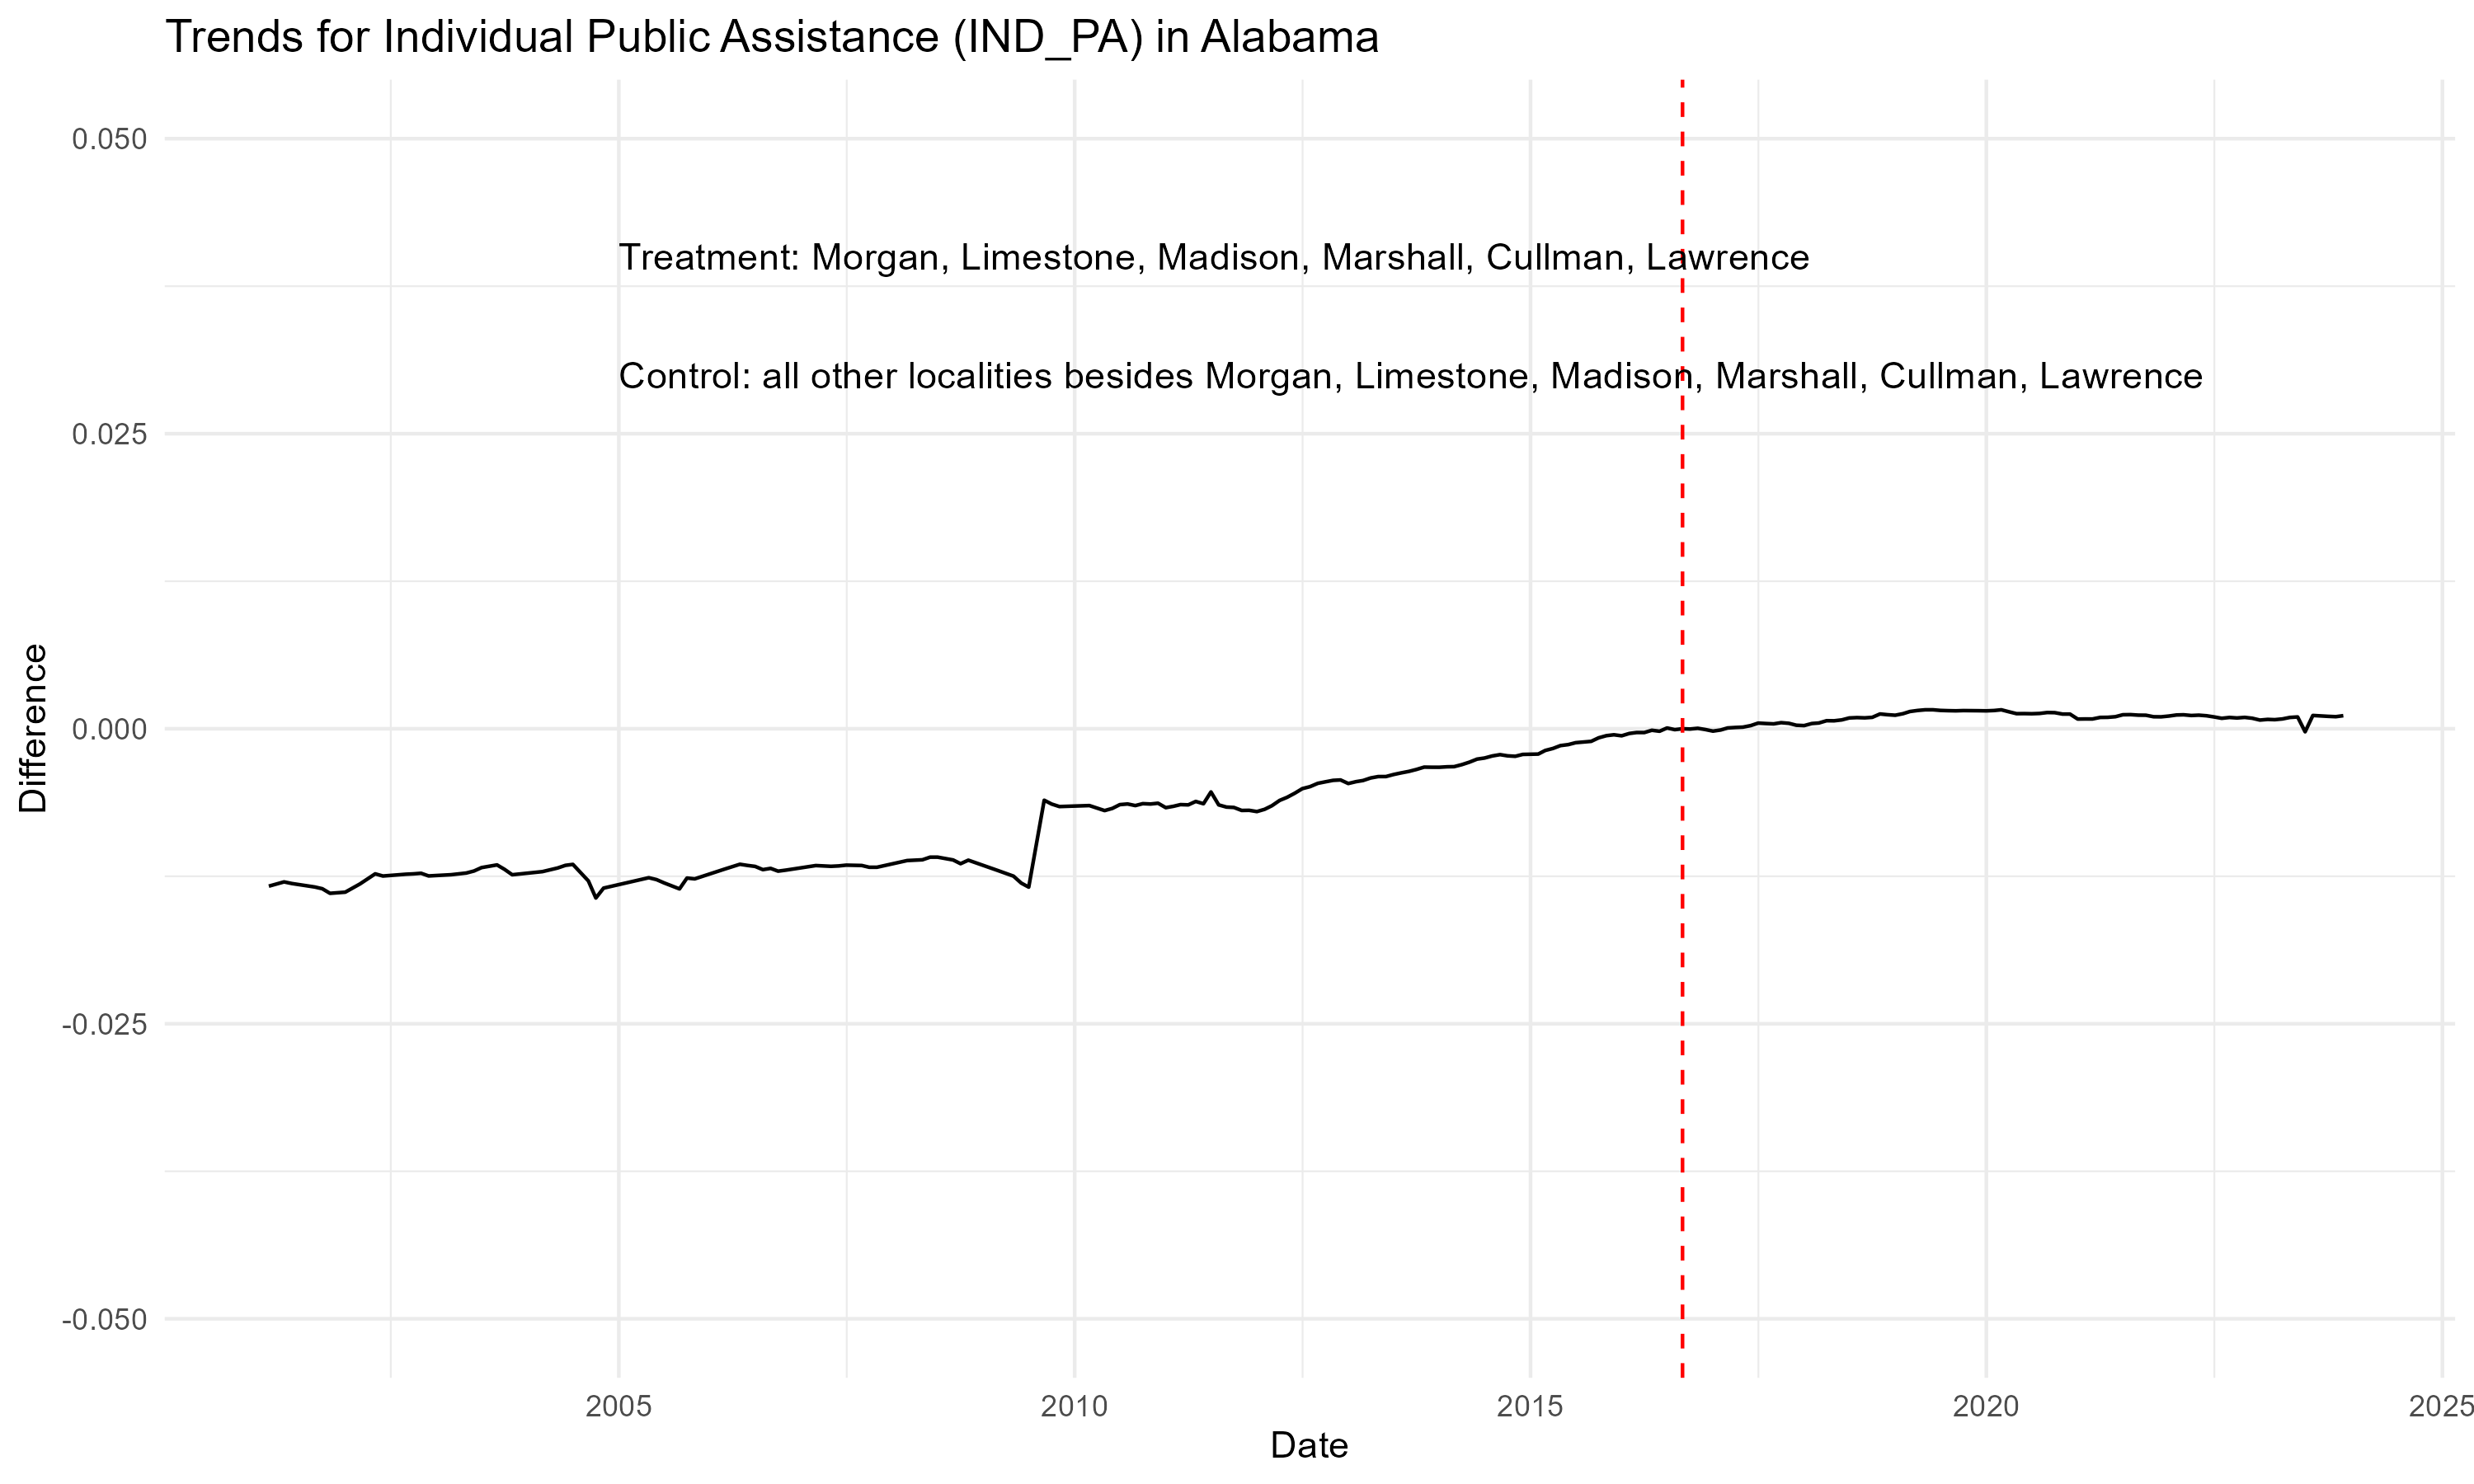 Trends for Individual Public Assistance (IND_PA) in Alabama
0.050
Treatment: Morgan, Limestone, Madison, Marshall, Cullman, Lawrence
Control: all other localities besides Morgan, Limestone, Madison, Marshall, Cullman, Lawrence
0.025
Difference
0.000
-0.025
-0.050
2005 2010 2015 2020 2025
Date